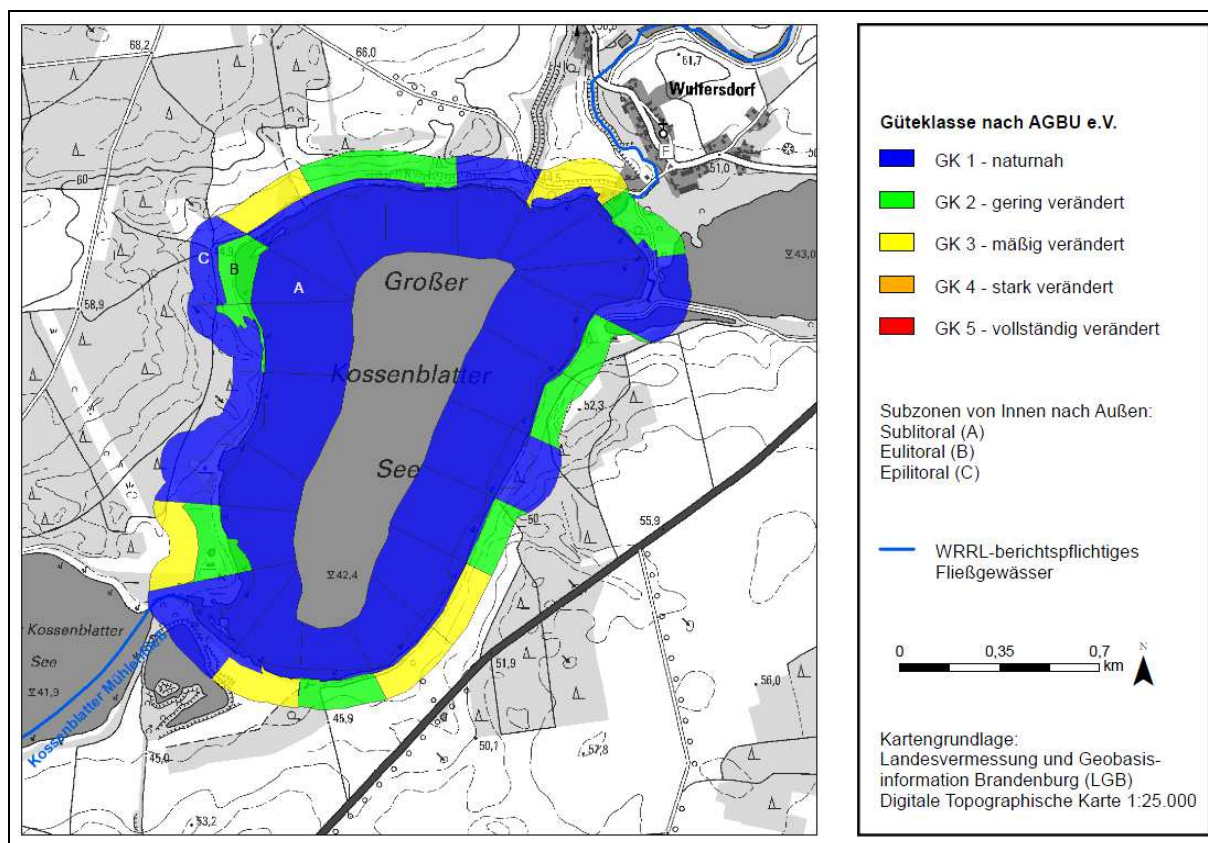 68,2
66,0
61,7
Wulfersdorf
F
51,0
60
C
B
A
Großer
43,0
58,9
Kossenblatter
52,3
See
50
55,9
42,4
Kossenblatter
See
41,9
Kossenblatter Mühlenfließ
51,9
56,0
45,9
50,1
57,8
45,0
53,2
Güteklasse nach AGBU e.V.
GK 1 - naturnah
GK 2 - gering verändert
GK 3 - mäßig verändert
GK 4 - stark verändert
GK 5 - vollständig verändert
Subzonen von Innen nach Außen:
Sublitoral (A)
Eulitoral (B)
Epilitoral (C)
WRRL-berichtspflichtiges
Fließgewässer
0 0,35 0,7
km
N
Kartengrundlage:
Landesvermessung und Geobasis-
information Brandenburg (LGB)
Digitale Topographische Karte 1:25.000